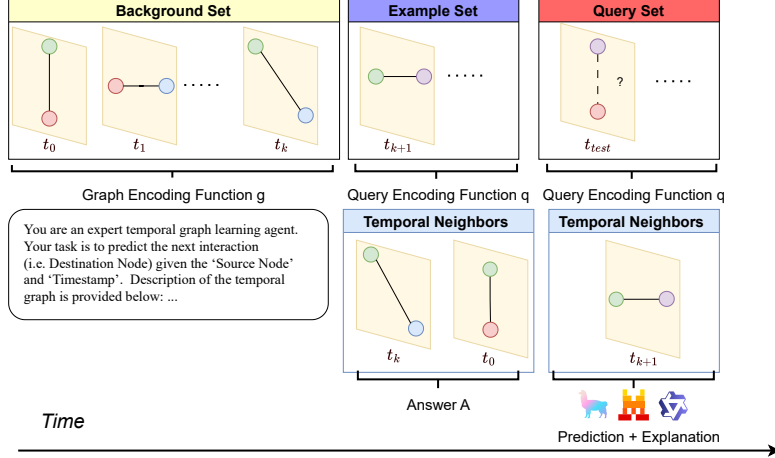 Background Set
Example Set
Query Set
t0
t1
.....
tk
tk+1
.....
?
ttest
.....
Graph Encoding Function g
Query Encoding Function q
Query Encoding Function q
You are an expert temporal graph learning agent.
Your task is to predict the next interaction
(i.e. Destination Node) given the ‘Source Node’
and ‘Timestamp’. Description of the temporal
graph is provided below: ...
Temporal Neighbors
Temporal Neighbors
tk
t0
tk+1
Answer A
Time
Prediction + Explanation